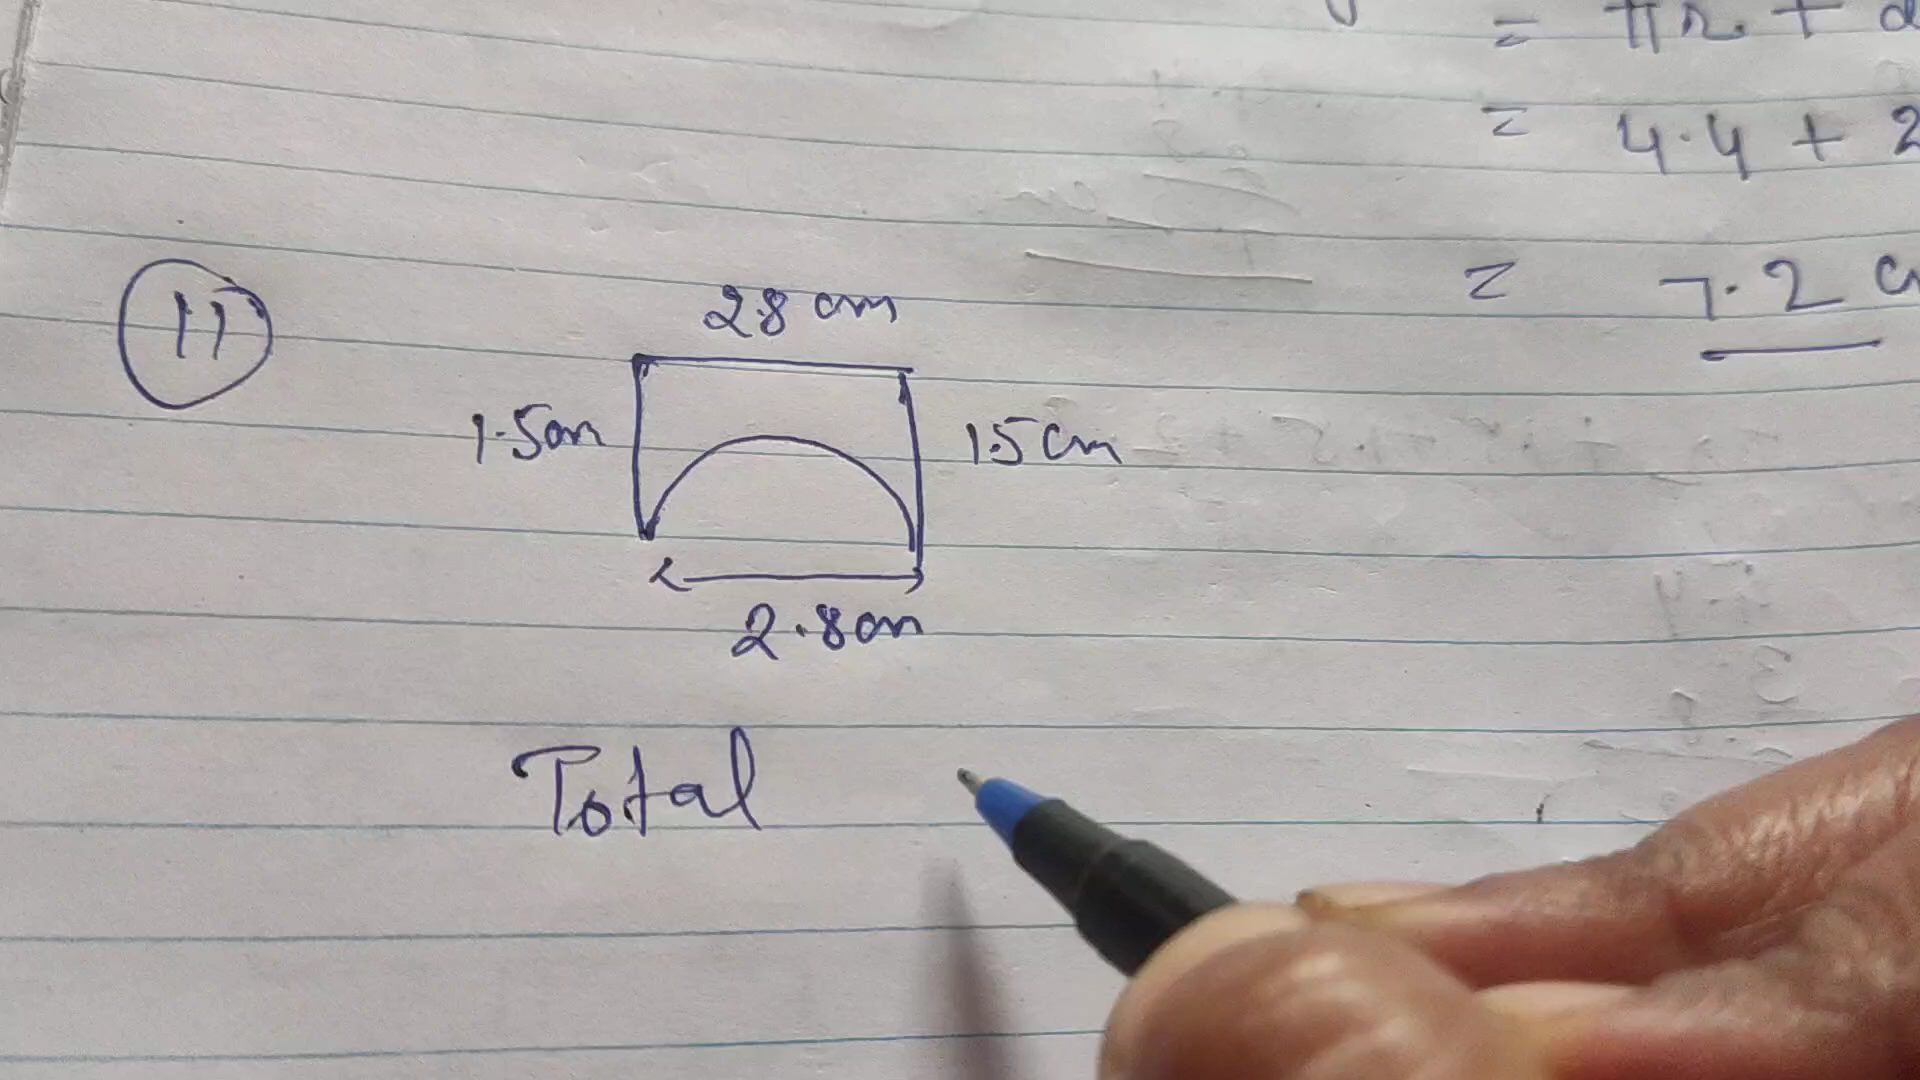 = πr + d
= 4.4 + 2
= 7.2 c
11
2.8 cm
1.5cm
1.5 cm
2.8cm
Total